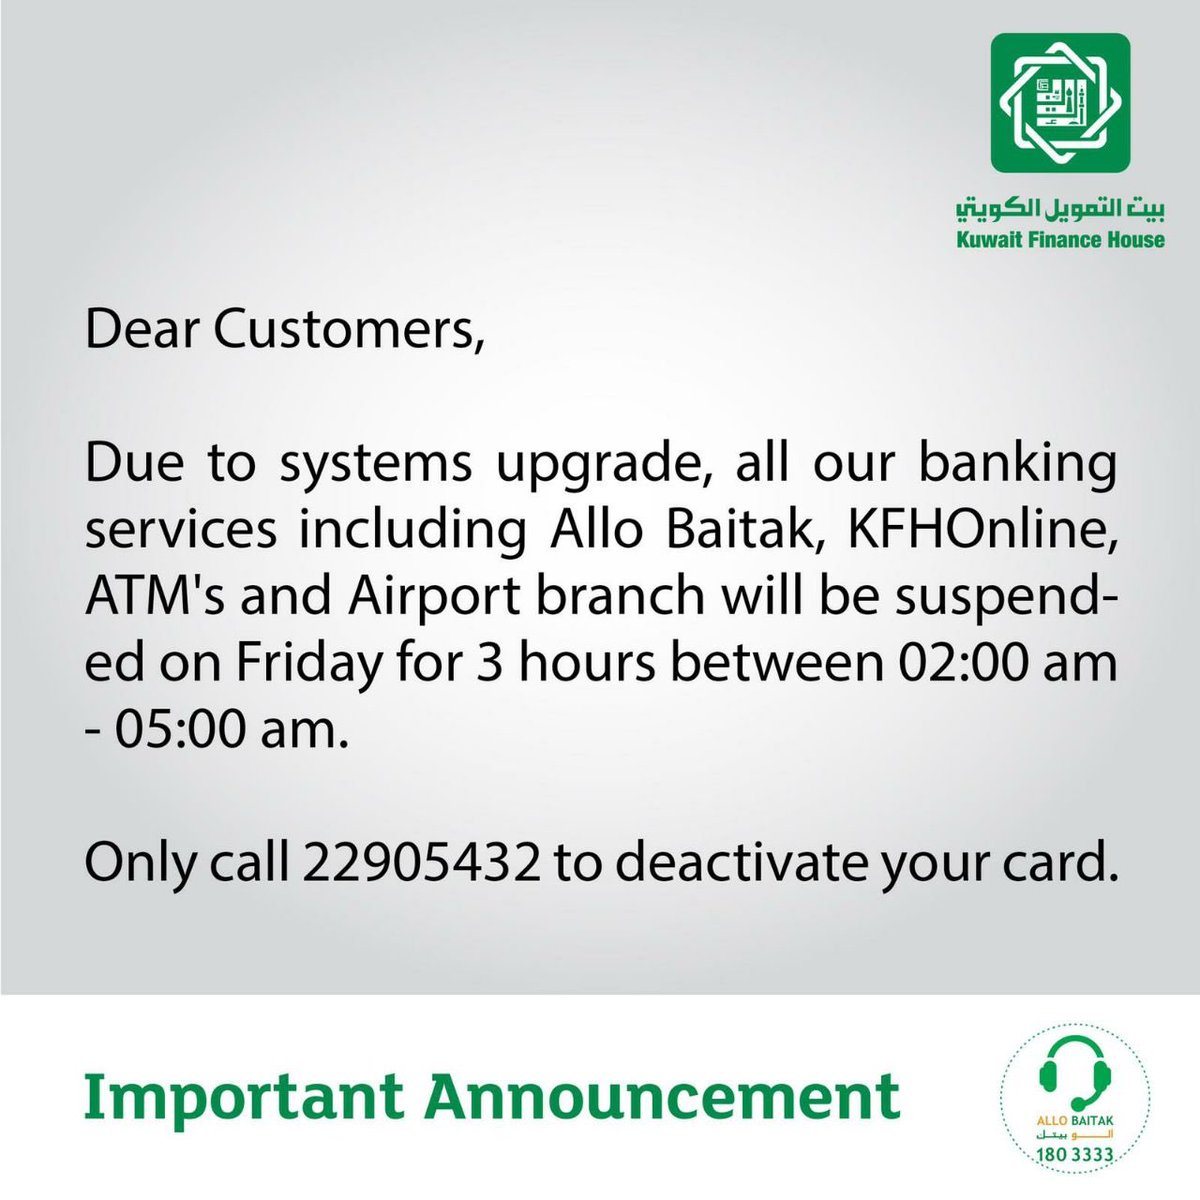 بيت التمويل الكويتي
Kuwait Finance House
Dear Customers,
Due to systems upgrade, all our banking
services including Allo Baitak, KFHOnline,
ATM's and Airport branch will be suspend-
ed on Friday for 3 hours between 02:00 am
- 05:00 am.
Only call 22905432 to deactivate your card.
Important Announcement
ALLO BAITAK
الـــو بيتك
180 3333